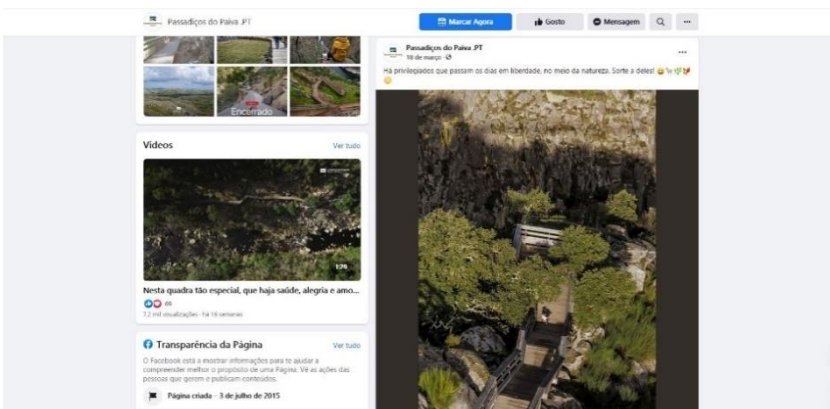 Passadiços do Paiva .PT
Marcar Agora
Gosto
Mensagem
Encerrado
Vídeos
Ver tudo
1:29
Nesta quadra tão especial, que haja saúde, alegria e amo...
7,2 mil visualizações · há 16 semanas
Transparência da Página
Ver tudo
O Facebook está a mostrar informações para te ajudar a
compreender melhor o propósito de uma Página. Vê as ações das
pessoas que gerem e publicam conteúdos.
Página criada - 3 de julho de 2015
Passadiços do Paiva .PT
18 de março
Há privilegiados que passam os dias em liberdade, no meio da natureza. Sorte a deles!